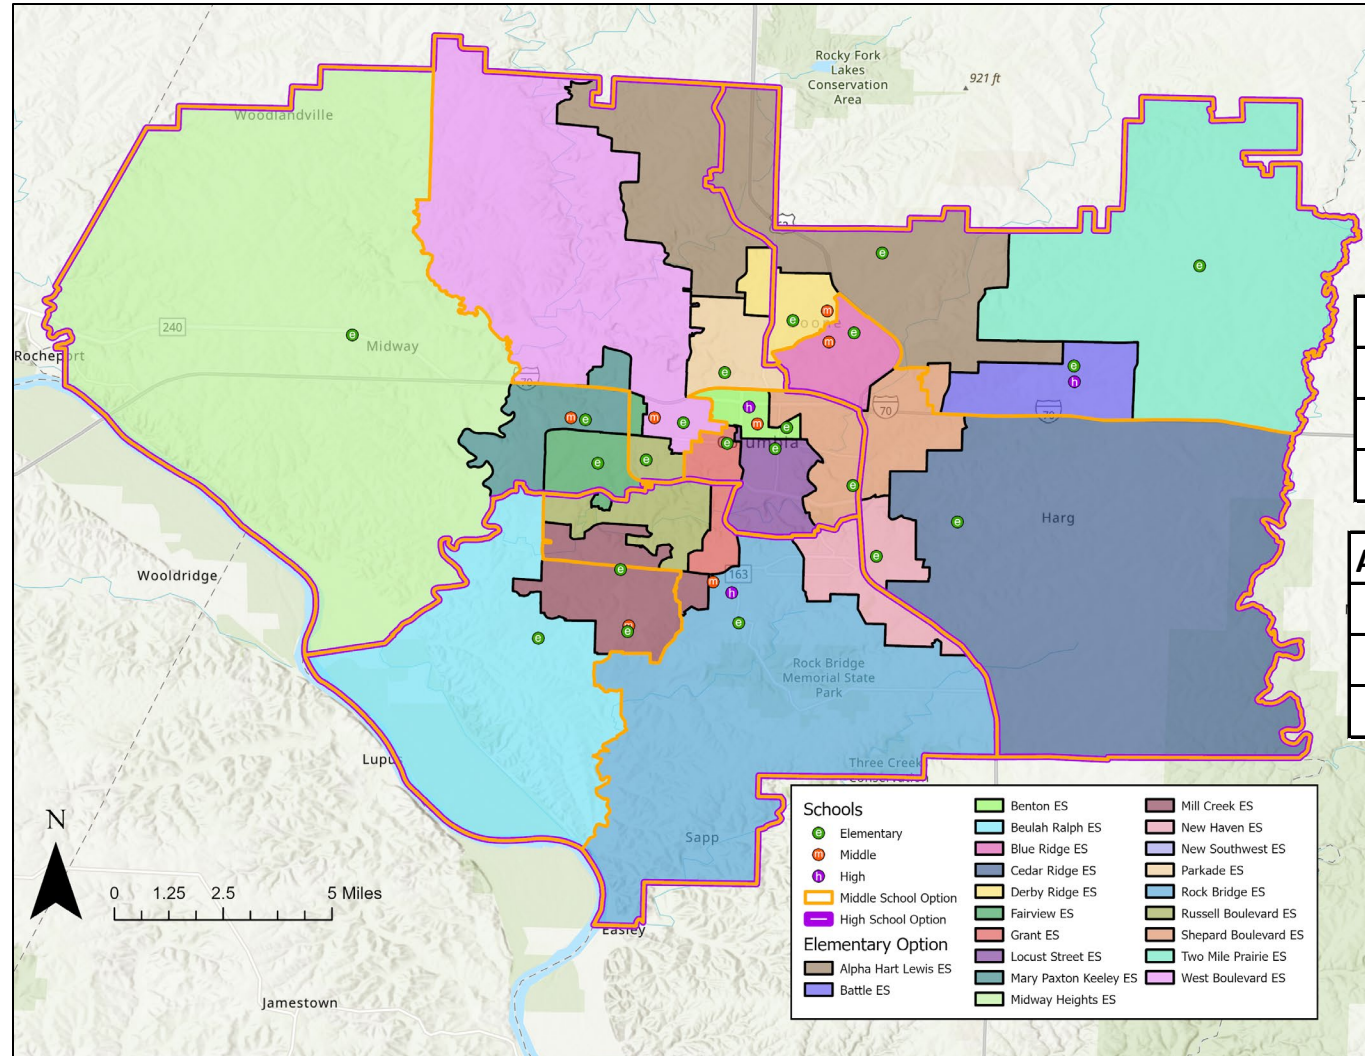 Rocky Fork
Lakes
Conservation
Area
921 ft
Woodlandville
240
Midway
Rocheport
70
70
70
Columbia
Harg
Wooldridge
163
Rock Bridge
Memorial State
Park
Three Creek
Lupu
Sapp
Easley
Jamestown
N
0 1.25 2.5 5 Miles
A
Schools
e Elementary
m Middle
h High
Middle School Option
High School Option
Elementary Option
Alpha Hart Lewis ES
Battle ES
Benton ES
Beulah Ralph ES
Blue Ridge ES
Cedar Ridge ES
Derby Ridge ES
Fairview ES
Grant ES
Locust Street ES
Mary Paxton Keeley ES
Midway Heights ES
Mill Creek ES
New Haven ES
New Southwest ES
Parkade ES
Rock Bridge ES
Russell Boulevard ES
Shepard Boulevard ES
Two Mile Prairie ES
West Boulevard ES